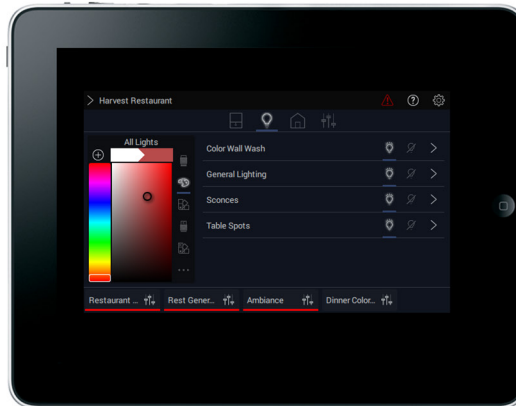 Harvest Restaurant
All Lights
Color Wall Wash
General Lighting
Sconces
Table Spots
Restaurant ...
Rest Gener...
Ambiance
Dinner Color...